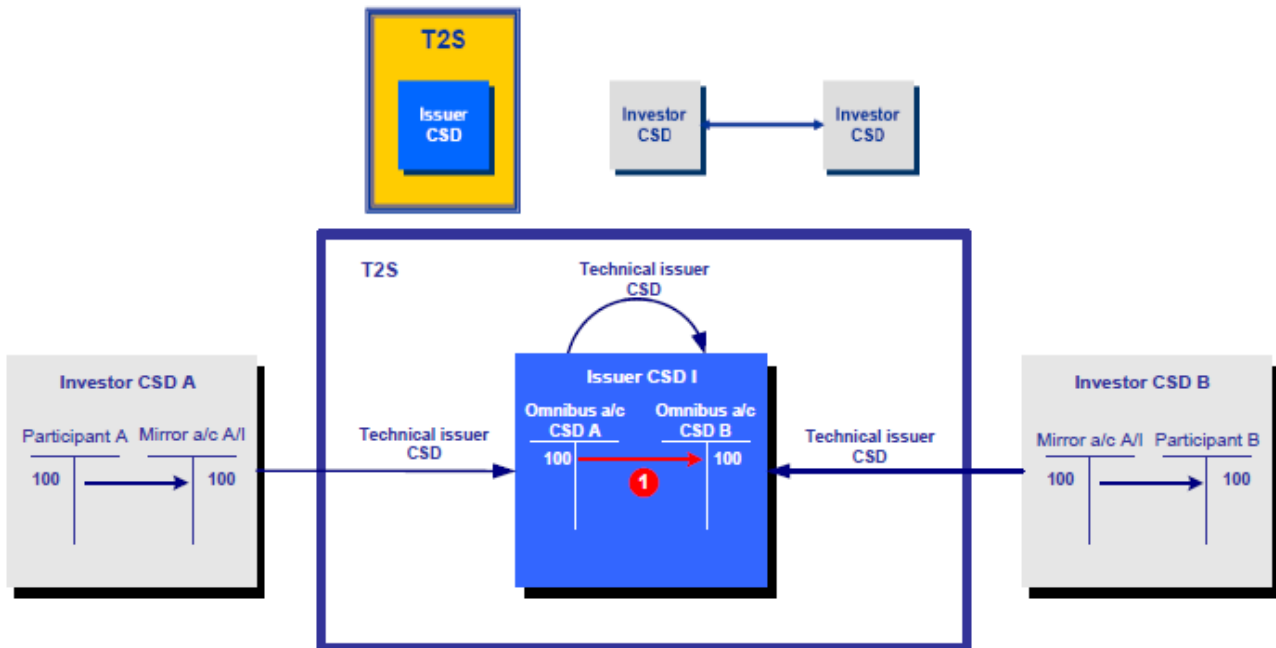 T2S
Issuer
CSD
Investor
CSD
Investor
CSD
T2S
Technical issuer
CSD
Investor CSD A
Participant A Mirror a/c A/I
100 100
Technical issuer
CSD
Issuer CSD I
Omnibus a/c Omnibus a/c
CSD A CSD B
100 100
1
Technical issuer
CSD
Investor CSD B
Mirror a/c A/I Participant B
100 100